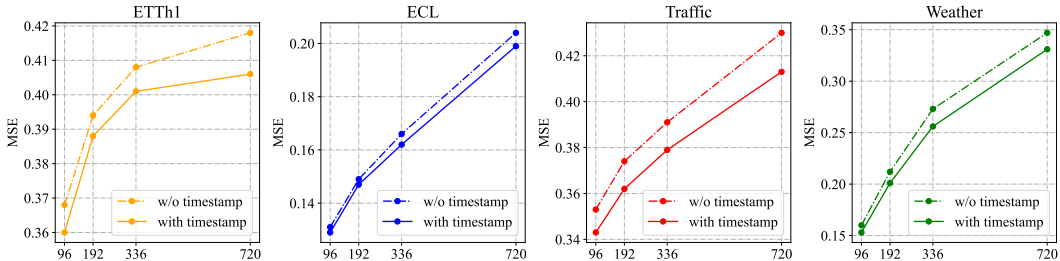 ETTh1
MSE
0.42
0.41
0.40
0.39
0.38
0.37
0.36
w/o timestamp
with timestamp
96 192 336 720
ECL
MSE
0.20
0.18
0.16
0.14
w/o timestamp
with timestamp
96 192 336 720
Traffic
MSE
0.42
0.40
0.38
0.36
0.34
w/o timestamp
with timestamp
96 192 336 720
Weather
MSE
0.35
0.30
0.25
0.20
0.15
w/o timestamp
with timestamp
96 192 336 720